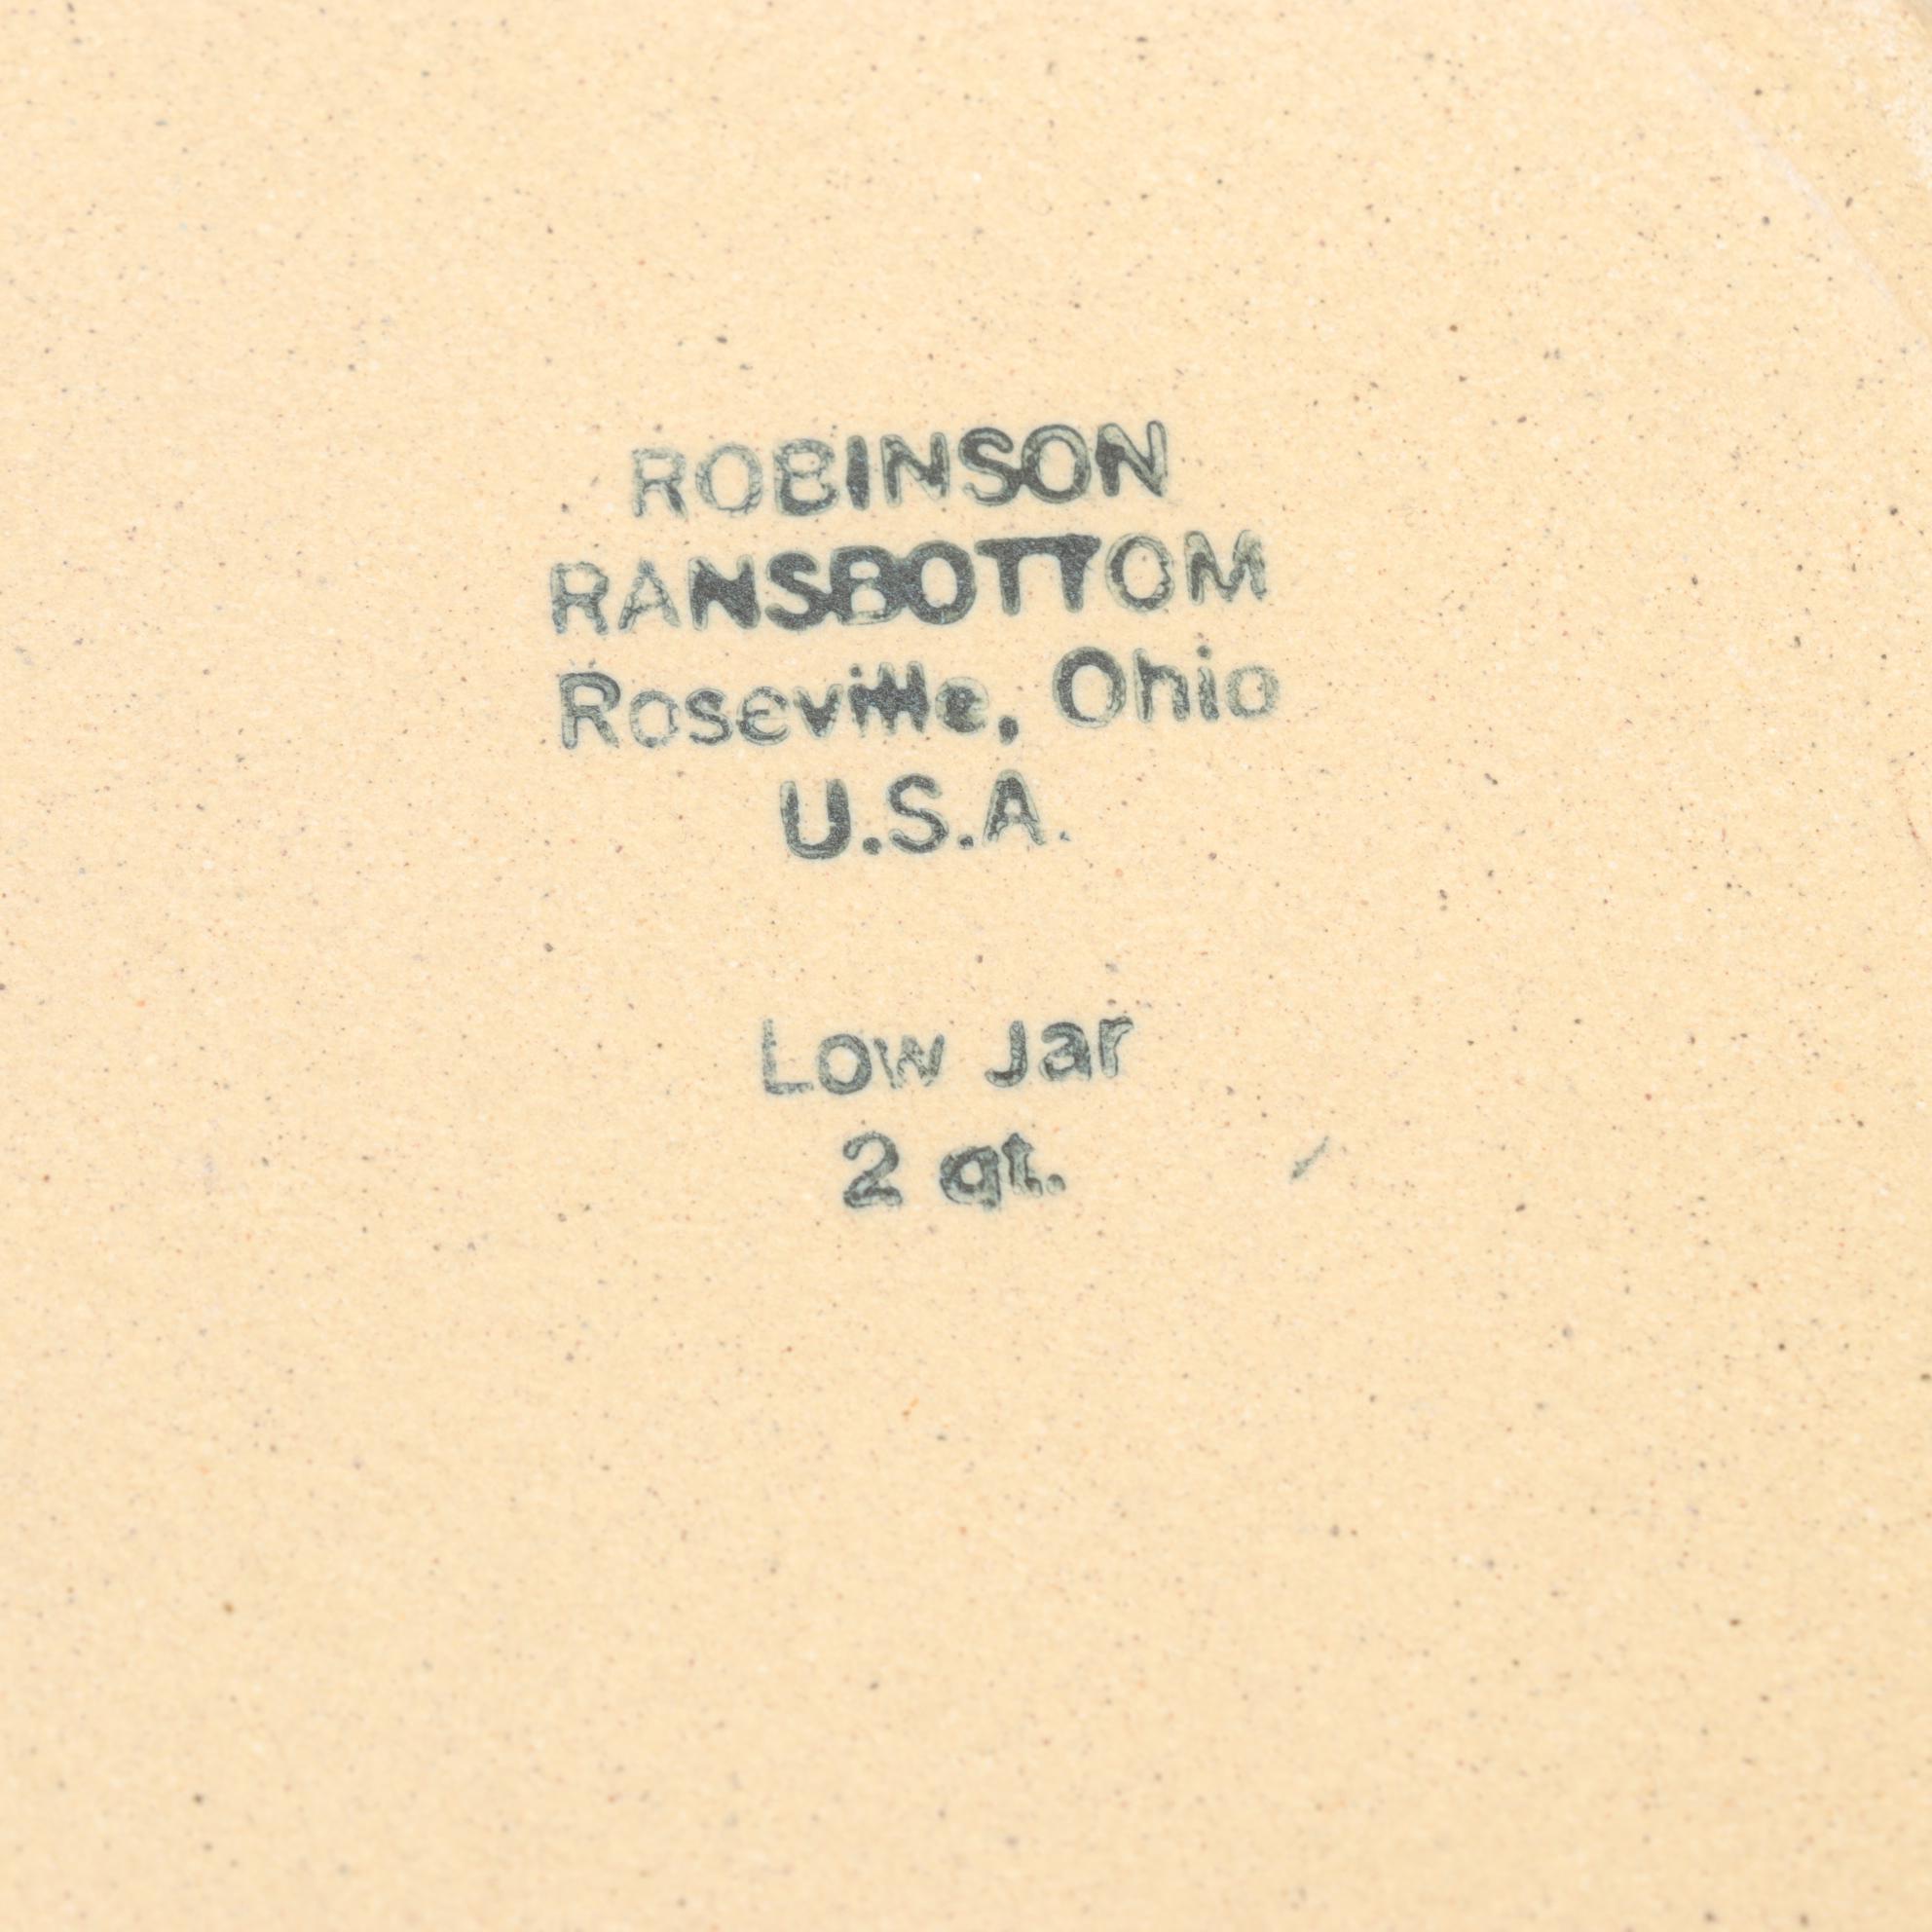 ROBINSON
RANSBOTTOM
Roseville, Ohio
U.S.A.
Low Jar
2 qt.